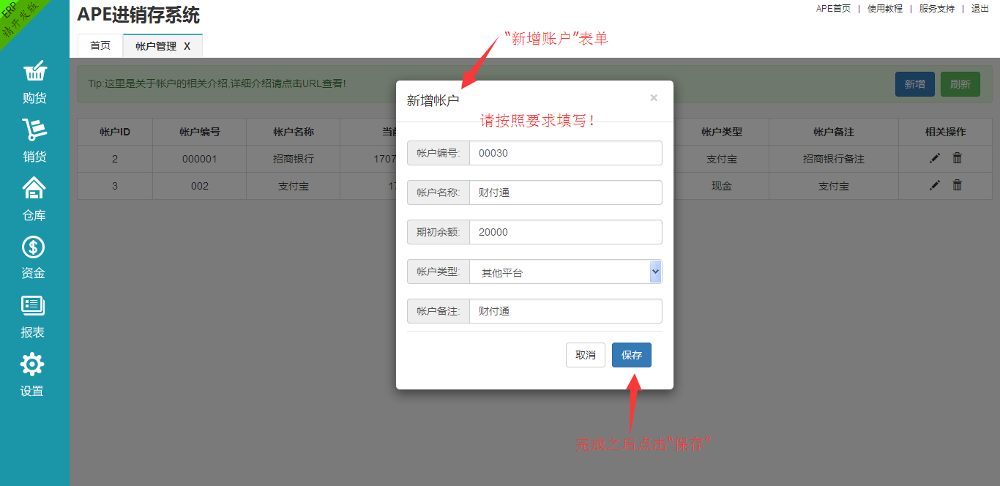 ERP
精开发版
APE进销存系统
APE首页 | 使用教程 | 服务支持 | 退出
首页
帐户管理 X
“新增账户”表单
购货
销货
仓库
资金
报表
设置
Tip:这里是关于帐户的相关介绍,详细介绍请点击URL查看!
新增
刷新
帐户ID 帐户编号 帐户名称 当前 帐户类型 帐户备注 相关操作
2 000001 招商银行 1707 支付宝 招商银行备注
3 002 支付宝 17 现金 支付宝
新增帐户 ×
请按照要求填写!
帐户编号: 00030
帐户名称: 财付通
期初余额: 20000
帐户类型: 其他平台
帐户备注: 财付通
取消
保存
完成之后点击“保存”